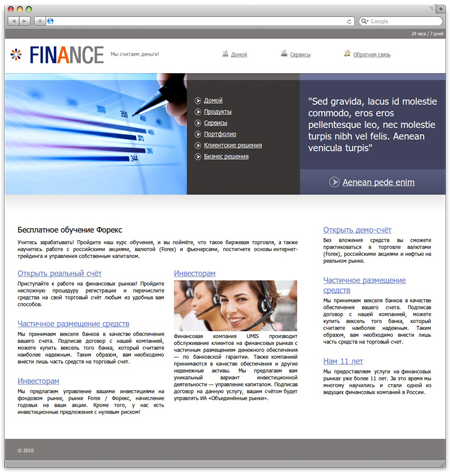 Google
24 часа / 7 дней
FINANCE
Мы считаем деньги!
Домой
Сервисы
Обратная связь
350
350
370
344
Домой
Продукты
Сервисы
Портфолио
Клиентские решения
Бизнес решения
"Sed gravida, lacus id molestie
commodo, eros eros
pellentesque leo, nec molestie
turpis nibh vel felis. Aenean
venicula turpis"
Aenean pede enim
Бесплатное обучение Форекс
Учитесь зарабатывать! Пройдите наш курс обучения, и вы поймёте, что такое биржевая торговля, а также
научитесь работе с российскими акциями, валютой (Forex) и фьючерсами, постигнете основы интернет-
трейдинга и управления собственным капиталом.
Открыть реальный счёт
Приступайте к работе на финансовых рынках! Пройдите
несложную процедуру регистрации и перечислите
средства на свой торговый счёт любым из удобных вам
способов.
Частичное размещение средств
Мы принимаем векселя банков в качестве обеспечения
вашего счета. Подписав договор с нашей компанией,
можете купить вексель того банка, который считаете
наиболее надежным. Таким образом, вам необходимо
внести лишь часть средств на торговый счет.
Инвесторам
Мы предлагаем управление вашими инвестициями на
фондовом рынке, рынке Forex / Форекс, начисление
годовых на ваши акции. Кроме того, у нас есть
инвестиционные предложения с нулевым риском!
Инвесторам
Финансовая компания UMIS производит
обслуживание клиентов на финансовых рынках с
частичным размещением денежного обеспечения
— по банковской гарантии. Также компанией
принимаются в качестве обеспечения и другие
неденежные активы. Мы предлагаем вам
уникальный вариант инвестиционной
деятельности — управление капиталом. Подписав
договор на данную услугу, вашим счётом будет
управлять ИА «Объединённые рынки».
Открыть демо-счёт
Без вложения средств вы сможете
практиковаться в торговле валютами
(Forex), российскими акциями и нефтью на
реальном рынке.
Частичное размещение
средств
Мы принимаем векселя банков в качестве
обеспечения вашего счета. Подписав
договор с нашей компанией, можете
купить вексель того банка, который
считаете наиболее надежным. Таким
образом, вам необходимо внести лишь
часть средств на торговый счет.
Нам 11 лет
Мы предоставляем услуги на финансовых
рынках уже более 11 лет. За это время мы
многому научились и стали одной из
ведущих финансовых компаний в России.
© 2010